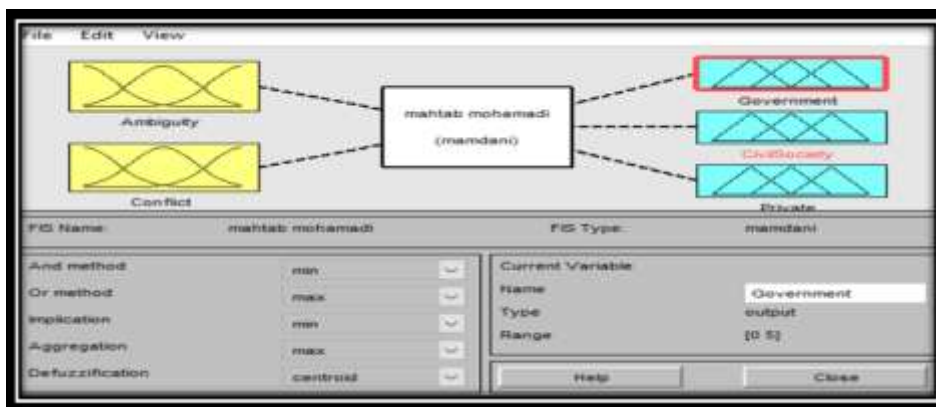 File Edit View
Ambiguity
Conflict
mahtab mohamadi
(mamdani)
Government
CivilSociety
Private
FIS Name: mahtab mohamadi FIS Type: mamdani
And method min
Or method max
Implication min
Aggregation max
Defuzzification centroid
Current Variable
Name Government
Type output
Range [0 5]
Help Close